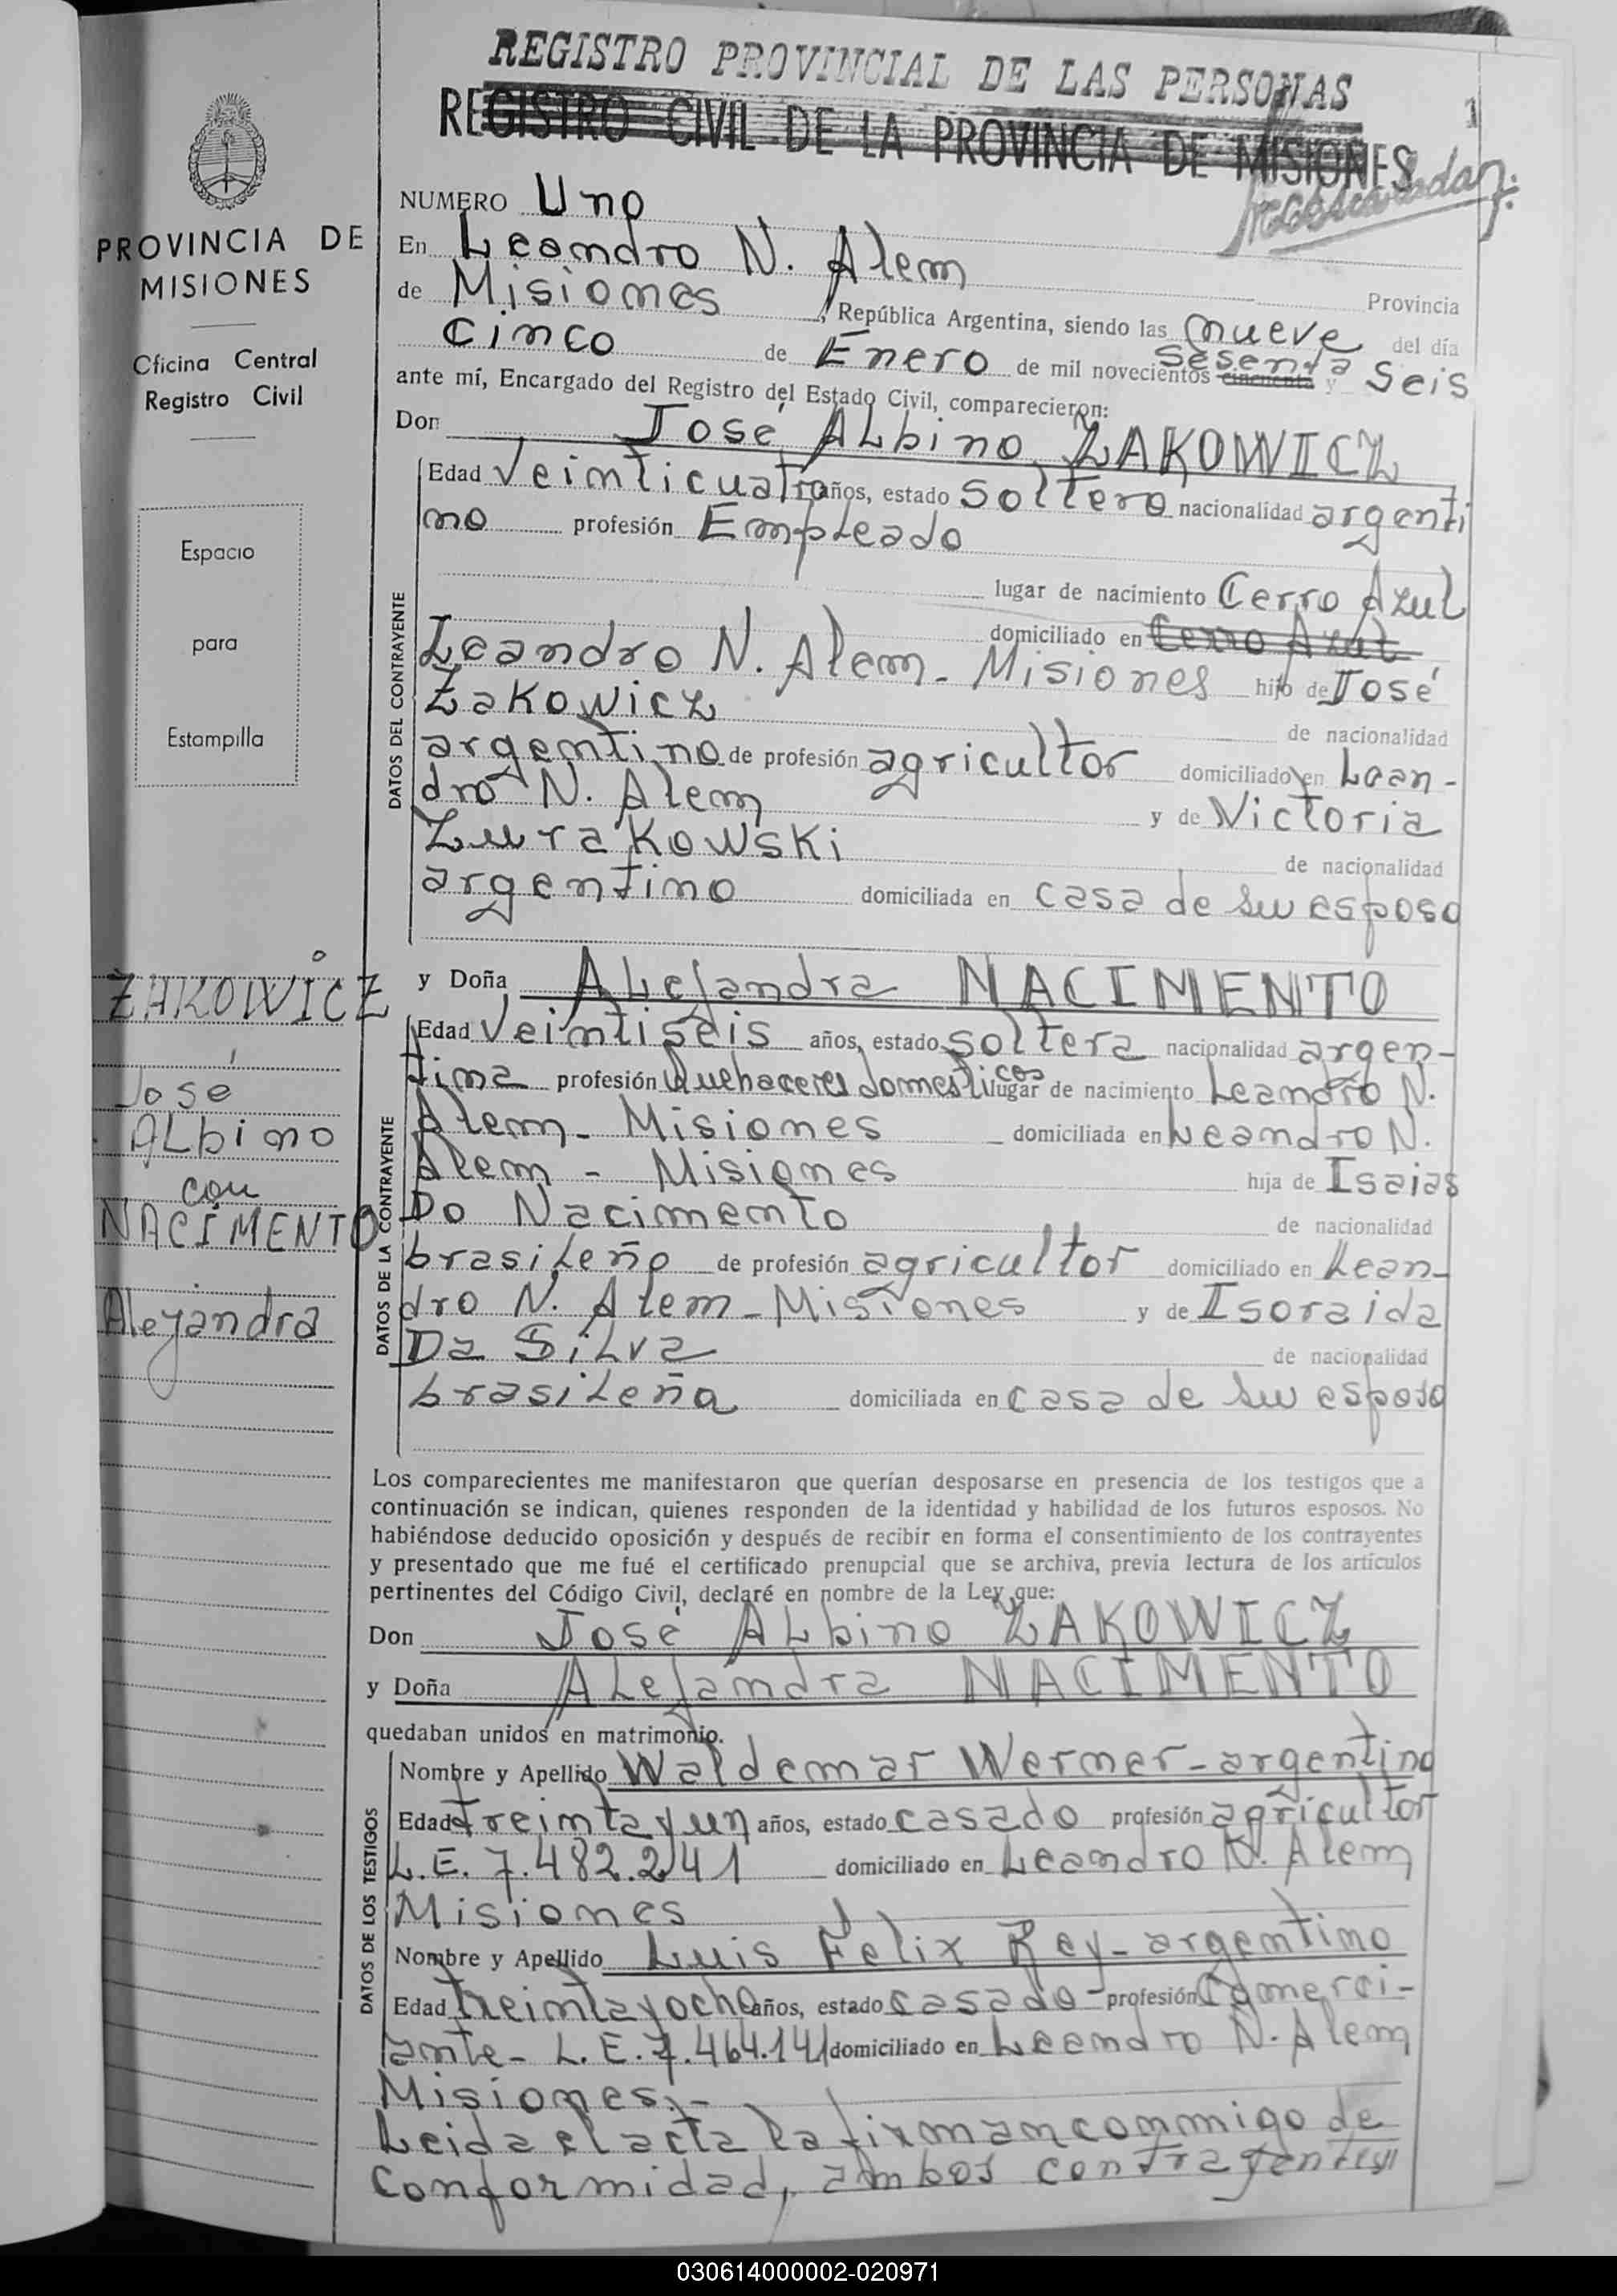 REGISTRO PROVINCIAL DE LAS PERSONAS
REGISTRO CIVIL DE LA PROVINCIA DE MISIONES
1
PROVINCIA DE
MISIONES
Oficina Central
Registro Civil
Espacio
para
Estampilla
ZAKOWICZ
José
Albino
con
NACIMENTO
Alejandra
NUMERO Uno
En Leandro N. Alem Provincia
de Misiones, República Argentina, siendo las nueve del día
cinco de Enero de mil novecientos cincuenta sesenta y Seis
ante mí, Encargado del Registro del Estado Civil, comparecieron:
Don José Albino ZAKOWICZ
DATOS DEL CONTRAYENTE
Edad Veinticuatro años, estado soltero nacionalidad argenti
no profesión Empleado
lugar de nacimiento Cerro Azul
domiciliado en Cerro Azul
Leandro N. Alem - Misiones hijo de José
Zakowicz de nacionalidad
argentino de profesión agricultor domiciliado en Lean-
dro N. Alem y de Victoria
Zurakowski de nacionalidad
argentino domiciliada en casa de su esposo
y Doña Alejandra NACIMENTO
DATOS DE LA CONTRAYENTE
Edad Veintiseis años, estado soltera nacionalidad argen-
tina profesión Quehaceres domesticos lugar de nacimiento Leandro N.
Alem - Misiones domiciliada en Leandro N.
Alem - Misiones hija de Isaias
Do Nacimento de nacionalidad
brasileño de profesión agricultor domiciliado en Lean-
dro N. Alem - Misiones y de Isoraida
Da Silva de nacionalidad
brasileña domiciliada en casa de su esposo
Los comparecientes me manifestaron que querían desposarse en presencia de los testigos que a
continuación se indican, quienes responden de la identidad y habilidad de los futuros esposos. No
habiéndose deducido oposición y después de recibir en forma el consentimiento de los contrayentes
y presentado que me fué el certificado prenupcial que se archiva, previa lectura de los artículos
pertinentes del Código Civil, declaré en nombre de la Ley que:
Don José Albino ZAKOWICZ
y Doña Alejandra NACIMENTO
quedaban unidos en matrimonio.
DATOS DE LOS TESTIGOS
Nombre y Apellido Waldemar Werner - argentino
Edad treinta y un años, estado casado profesión agricultor
L.E. 7.482.241 domiciliado en Leandro N. Alem
Misiones
Nombre y Apellido Luis Felix Rey - argentino
Edad treinta y ocho años, estado casado - profesión Comerci-
ante - L.E. 7.464.141 domiciliado en Leandro N. Alem
Misiones.-
Leida el acta la firman conmigo de
conformidad, ambos contrayentes
030614000002-020971